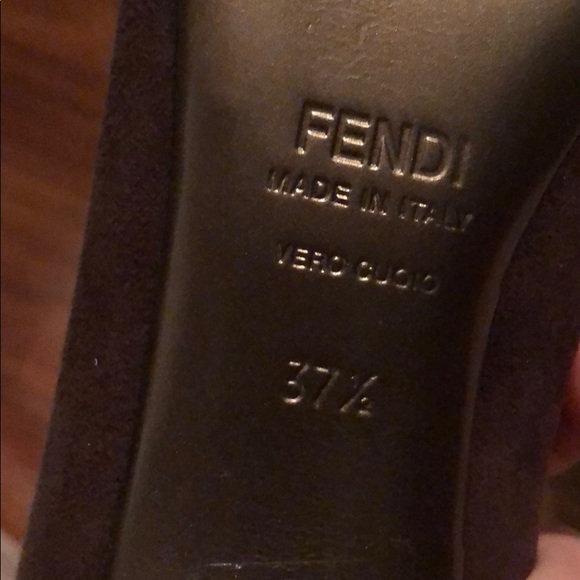 FENDI
MADE IN ITALY
VERO CUOIO
37½